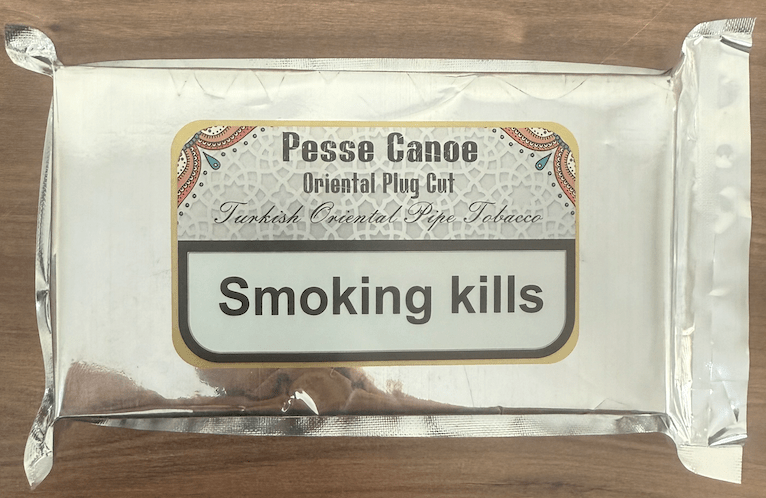 Pesse Canoe
Oriental Plug Cut
Turkish Oriental Pipe Tobacco
Smoking kills